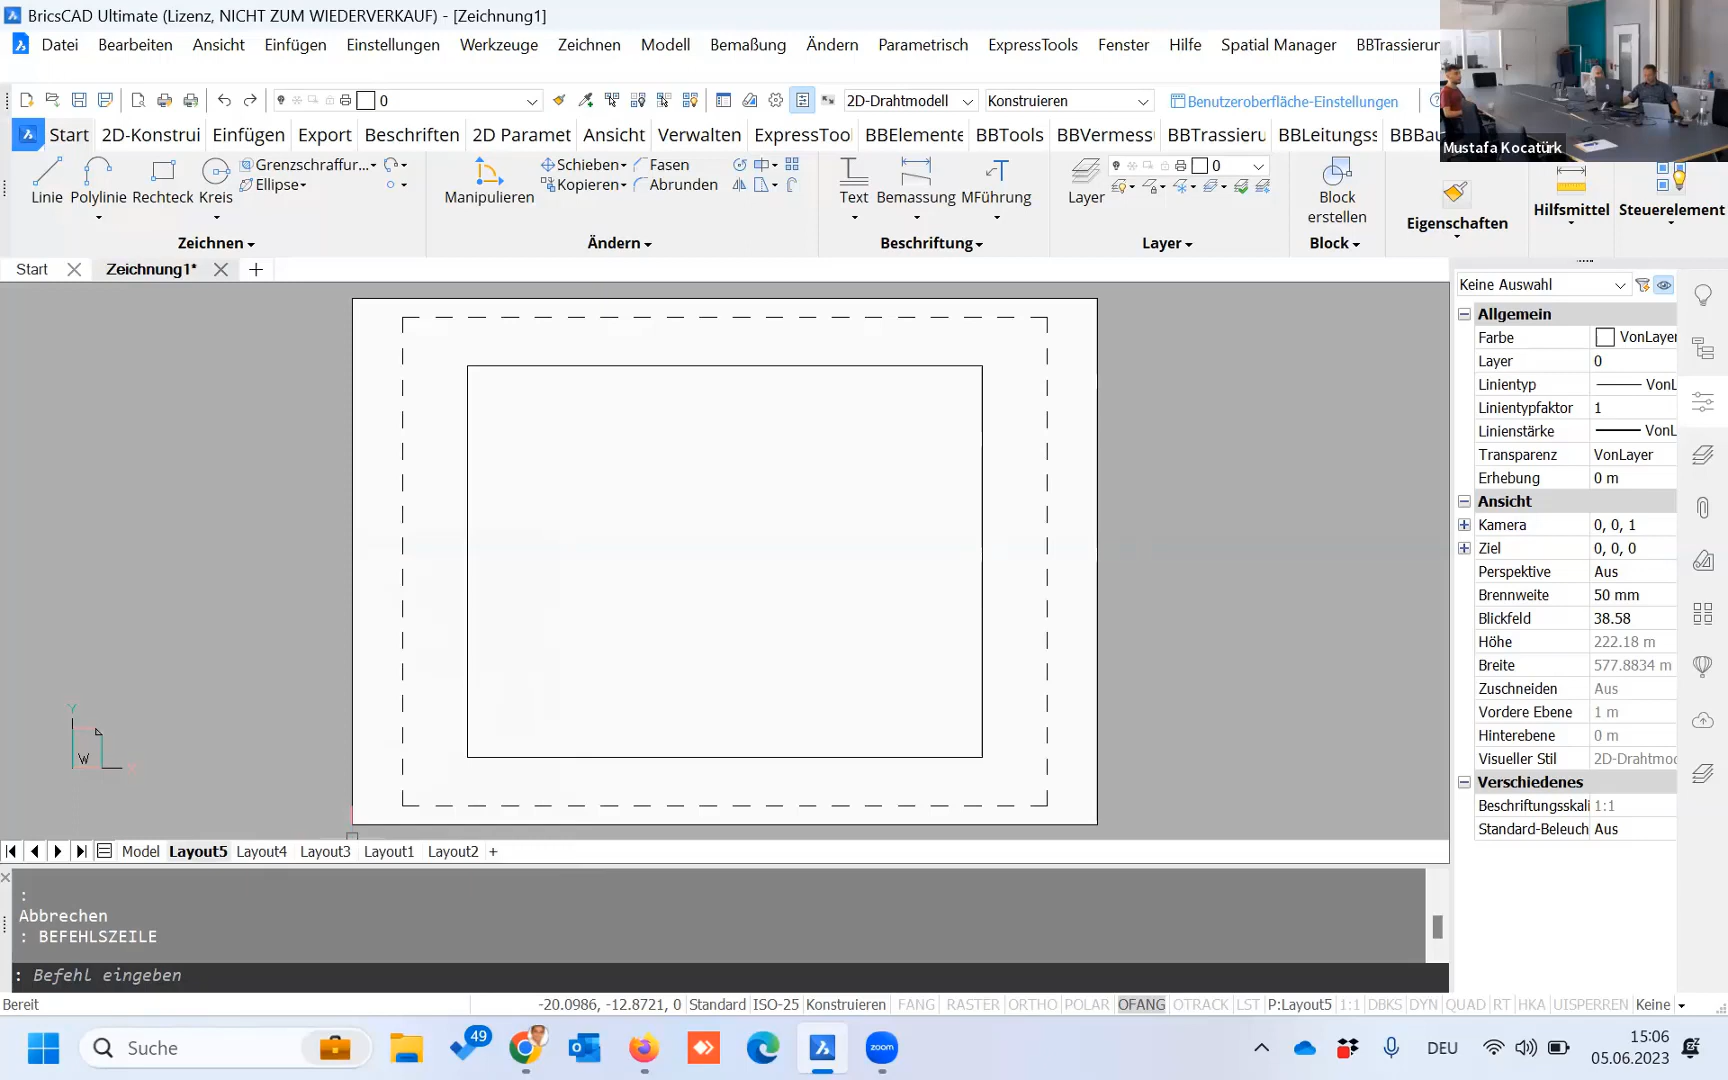 BricsCAD Ultimate (Lizenz, NICHT ZUM WIEDERVERKAUF) - [Zeichnung1]
Datei Bearbeiten Ansicht Einfügen Einstellungen Werkzeuge Zeichnen Modell Bemaßung Ändern Parametrisch ExpressTools Fenster Hilfe Spatial Manager BBTrassierun
0 2D-Drahtmodell Konstruieren Benutzeroberfläche-Einstellungen
Start 2D-Konstrui Einfügen Export Beschriften 2D Paramet Ansicht Verwalten ExpressToo BBElemente BBTools BBVermess BBTrassieru BBLeitungss BBBau
Mustafa Kocatürk
Grenzschraffur... Schieben Fasen 0
Ellipse Kopieren Abrunden
Linie Polylinie Rechteck Kreis Manipulieren Text Bemassung MFührung Layer Block erstellen Eigenschaften Hilfsmittel Steuerelement
Zeichnen Ändern Beschriftung Layer Block
Start Zeichnung1*
Keine Auswahl
Allgemein
Farbe VonLayer
Layer 0
Linientyp VonL
Linientypfaktor 1
Linienstärke VonL
Transparenz VonLayer
Erhebung 0 m
Ansicht
Kamera 0, 0, 1
Ziel 0, 0, 0
Perspektive Aus
Brennweite 50 mm
Blickfeld 38.58
Höhe 222.18 m
Breite 577.8834 m
Zuschneiden Aus
Vordere Ebene 1 m
Hinterebene 0 m
Visueller Stil 2D-Drahtmod
Verschiedenes
Beschriftungsskali 1:1
Standard-Beleuch Aus
Y
W
X
Model Layout5 Layout4 Layout3 Layout1 Layout2 +
:
Abbrechen
: BEFEHLSZEILE
: Befehl eingeben
Bereit -20.0986, -12.8721, 0 Standard ISO-25 Konstruieren FANG RASTER ORTHO POLAR OFANG OTRACK LST P:Layout5 1:1 DBKS DYN QUAD RT HKA UISPERREN Keine
Suche 49 zoom DEU 15:06
05.06.2023